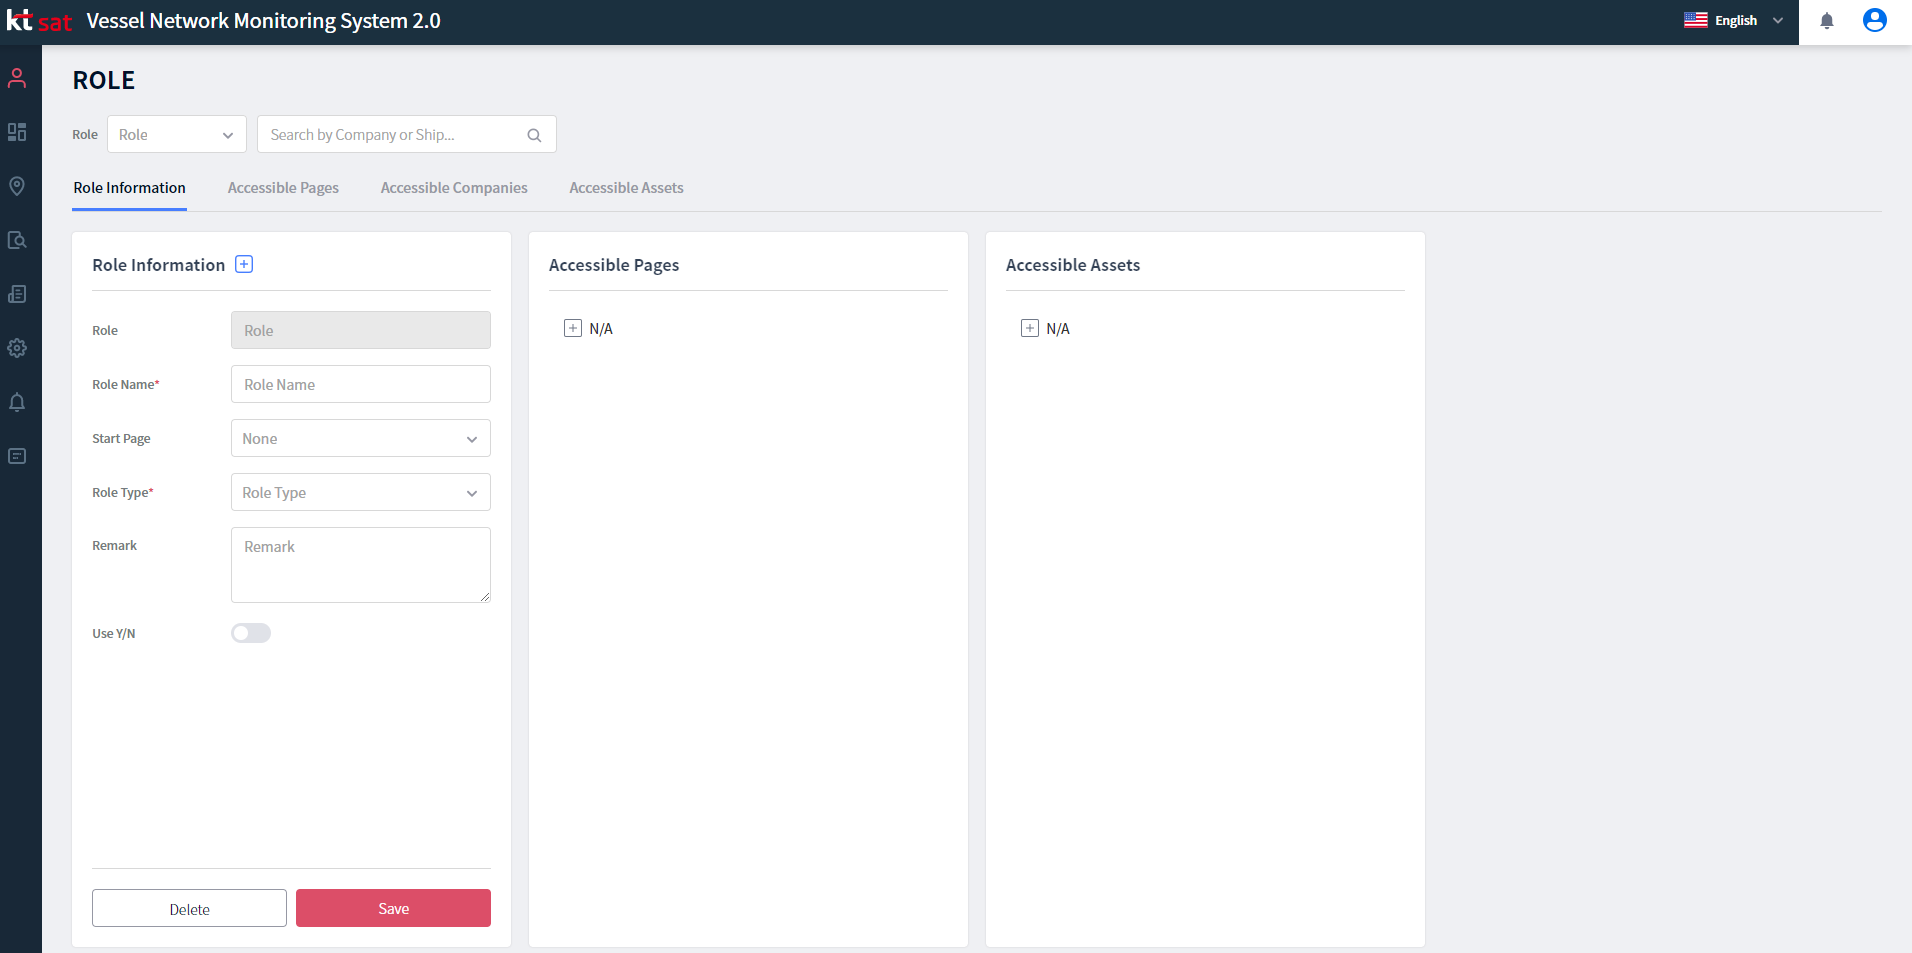 kt sat Vessel Network Monitoring System 2.0 English
ROLE
Role Role Search by Company or Ship...
Role Information Accessible Pages Accessible Companies Accessible Assets
Role Information
Role Role
Role Name* Role Name
Start Page None
Role Type* Role Type
Remark Remark
Use Y/N
Delete Save
Accessible Pages
N/A
Accessible Assets
N/A